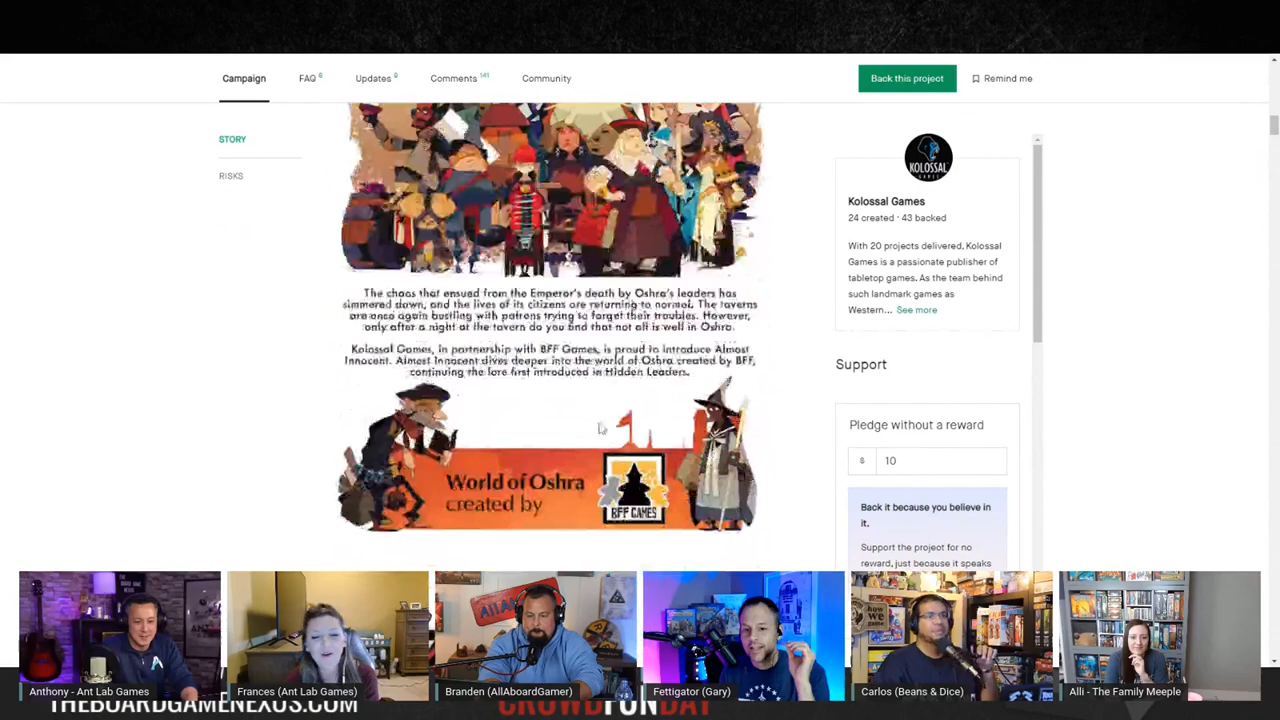 Campaign
FAQ 6
Updates 9
Comments 141
Community
Back this project
Remind me
STORY
RISKS
KOLOSSAL
GAMES
Kolossal Games
24 created · 43 backed
With 20 projects delivered, Kolossal
Games is a passionate publisher of
tabletop games. As the team behind
such landmark games as
Western... See more
The chaos that ensued from the Emperor's death by Oshra's leaders has
simmered down, and the lives of its citizens are returning to normal. The taverns
are once again bustling with patrons trying to forget their troubles. However,
only after a night at the tavern do you find that not all is well in Oshra.
Kolossal Games, in partnership with BFF Games, is proud to introduce Almost
Innocent. Almost Innocent dives deeper into the world of Oshra created by BFF,
continuing the lore first introduced in Hidden Leaders.
World of Oshra
created by
BFF GAMES
Support
Pledge without a reward
$ 10
Back it because you believe in
it.
Support the project for no
reward, just because it speaks
how we
GAME
Anthony - Ant Lab Games
Frances (Ant Lab Games)
Branden (AllAboardGamer)
Fettigator (Gary)
Carlos (Beans & Dice)
Alli - The Family Meeple
THEBOARDGAMENEXUS.COM
CROWDFUNDAY